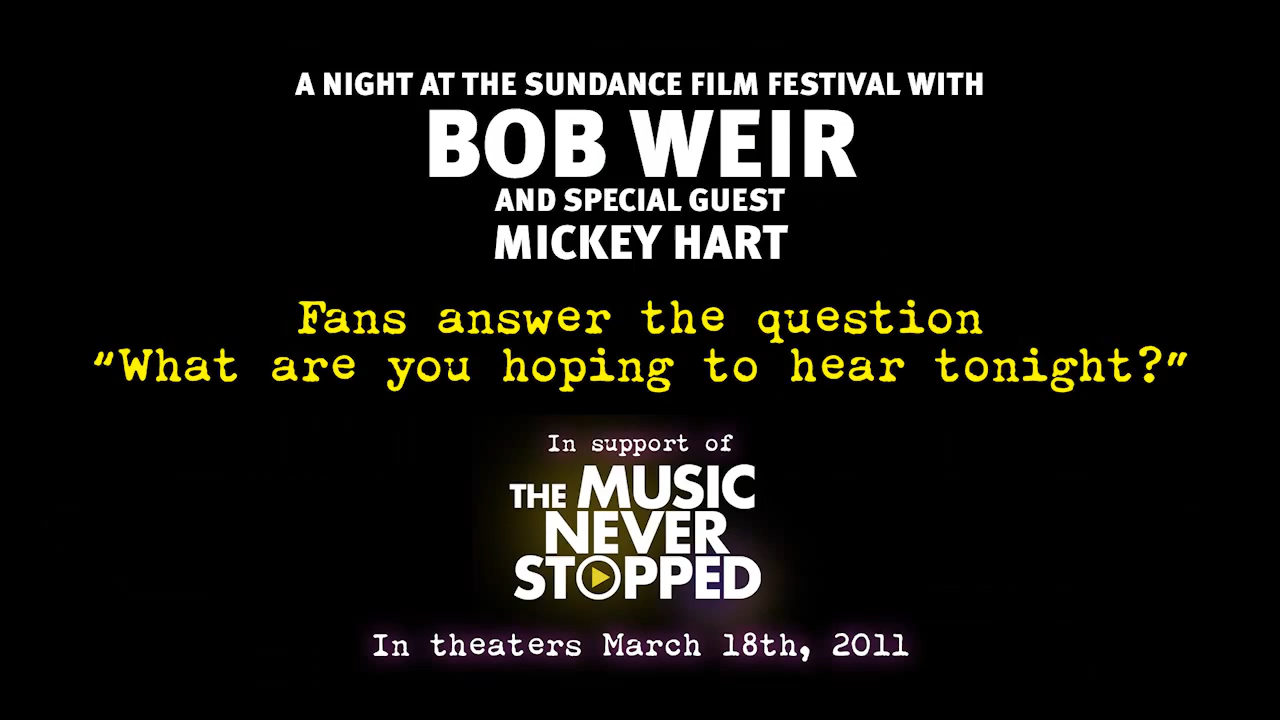 A NIGHT AT THE SUNDANCE FILM FESTIVAL WITH
BOB WEIR
AND SPECIAL GUEST
MICKEY HART
Fans answer the question
“What are you hoping to hear tonight?”
In support of
THE MUSIC
NEVER
STOPPED
In theaters March 18th, 2011